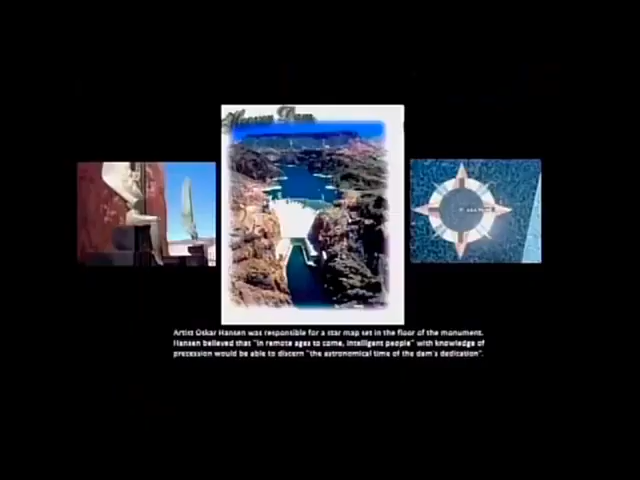 Hoover Dam
Artist Oskar Hansen was responsible for a star map set in the floor of the monument.
Hansen believed that "in remote ages to come, intelligent people" with knowledge of
precession would be able to discern "the astronomical time of the dam's dedication".